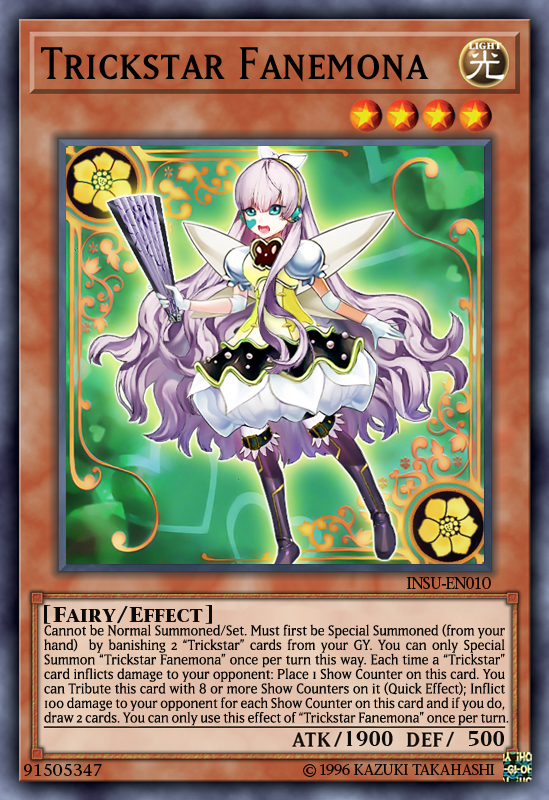 TRICKSTAR FANEMONA
LIGHT
光
INSU-EN010
[FAIRY/EFFECT]
Cannot be Normal Summoned/Set. Must first be Special Summoned (from your
hand) by banishing 2 “Trickstar” cards from your GY. You can only Special
Summon “Trickstar Fanemona” once per turn this way. Each time a “Trickstar”
card inflicts damage to your opponent: Place 1 Show Counter on this card. You
can Tribute this card with 8 or more Show Counters on it (Quick Effect); Inflict
100 damage to your opponent for each Show Counter on this card and if you do,
draw 2 cards. You can only use this effect of “Trickstar Fanemona” once per turn.
ATK/1900 DEF/ 500
91505347
© 1996 KAZUKI TAKAHASHI